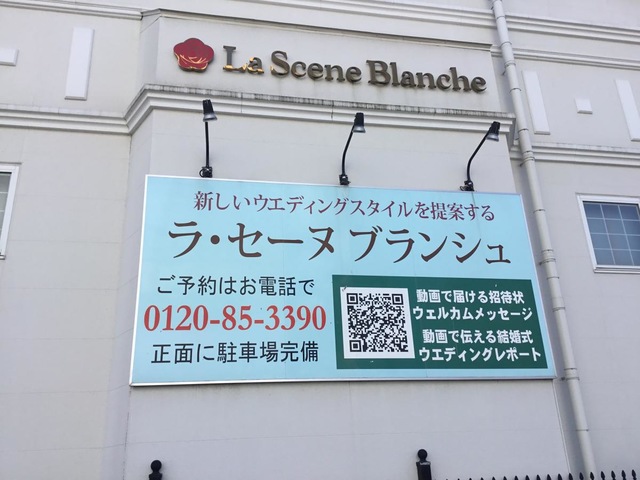 La Scene Blanche
新しいウエディングスタイルを提案する
ラ・セーヌ ブランシュ
ご予約はお電話で
0120-85-3390
正面に駐車場完備
動画で届ける招待状
ウェルカムメッセージ
動画で伝える結婚式
ウエディングレポート